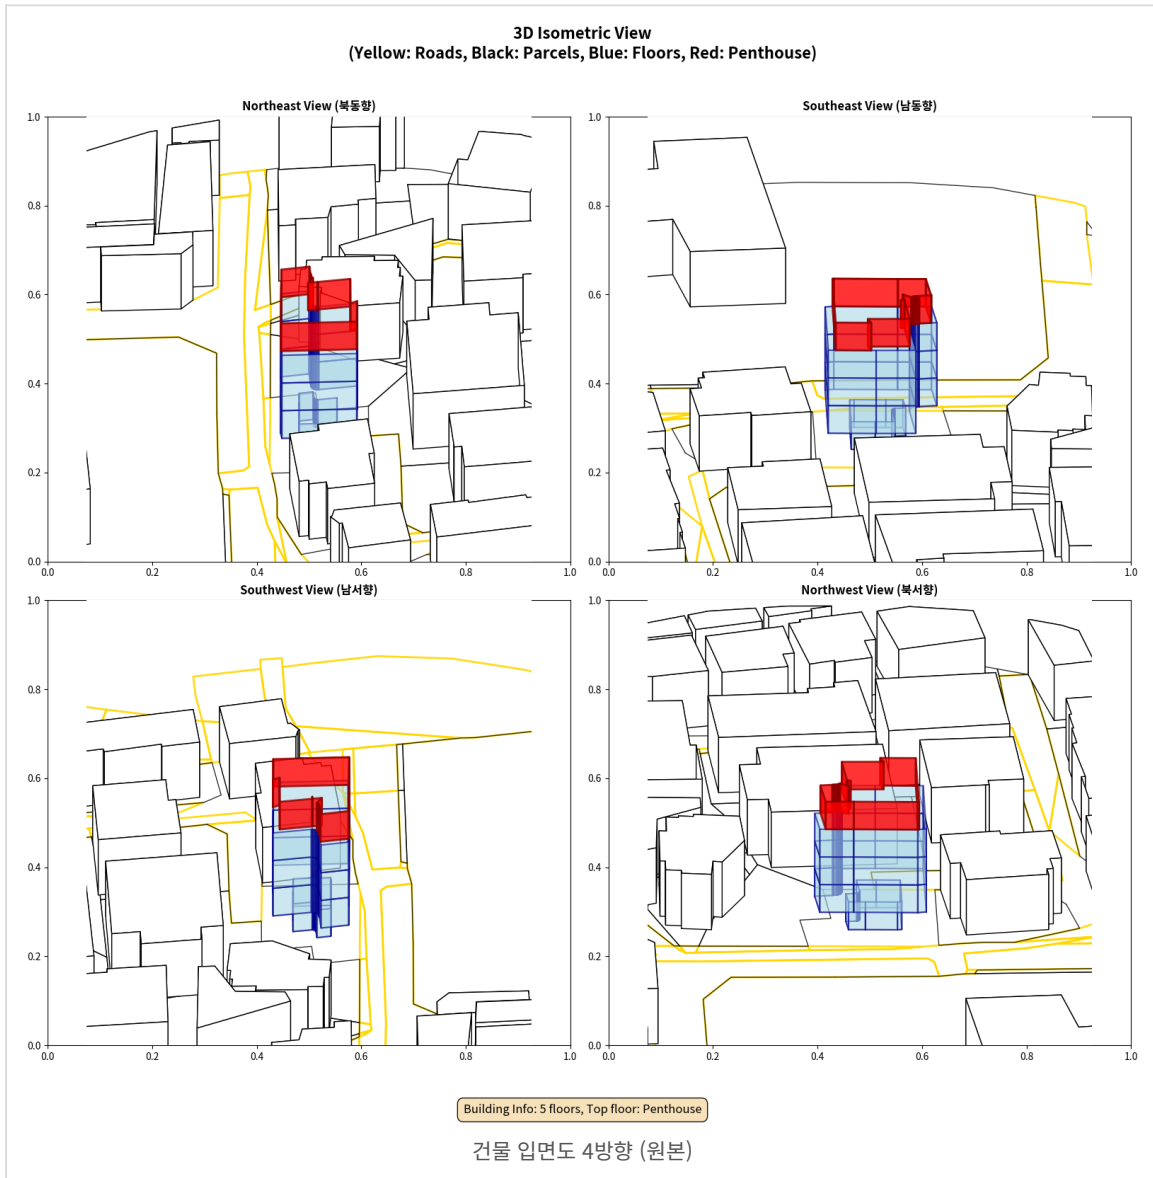 3D Isometric View
(Yellow: Roads, Black: Parcels, Blue: Floors, Red: Penthouse)
Northeast View (북동향)
1.0
0.8
0.6
0.4
0.2
0.0
0.0 0.2 0.4 0.6 0.8 1.0
Southeast View (남동향)
1.0
0.8
0.6
0.4
0.2
0.0
0.0 0.2 0.4 0.6 0.8 1.0
Southwest View (남서향)
1.0
0.8
0.6
0.4
0.2
0.0
0.0 0.2 0.4 0.6 0.8 1.0
Northwest View (북서향)
1.0
0.8
0.6
0.4
0.2
0.0
0.0 0.2 0.4 0.6 0.8 1.0
Building Info: 5 floors, Top floor: Penthouse
건물 입면도 4방향 (원본)